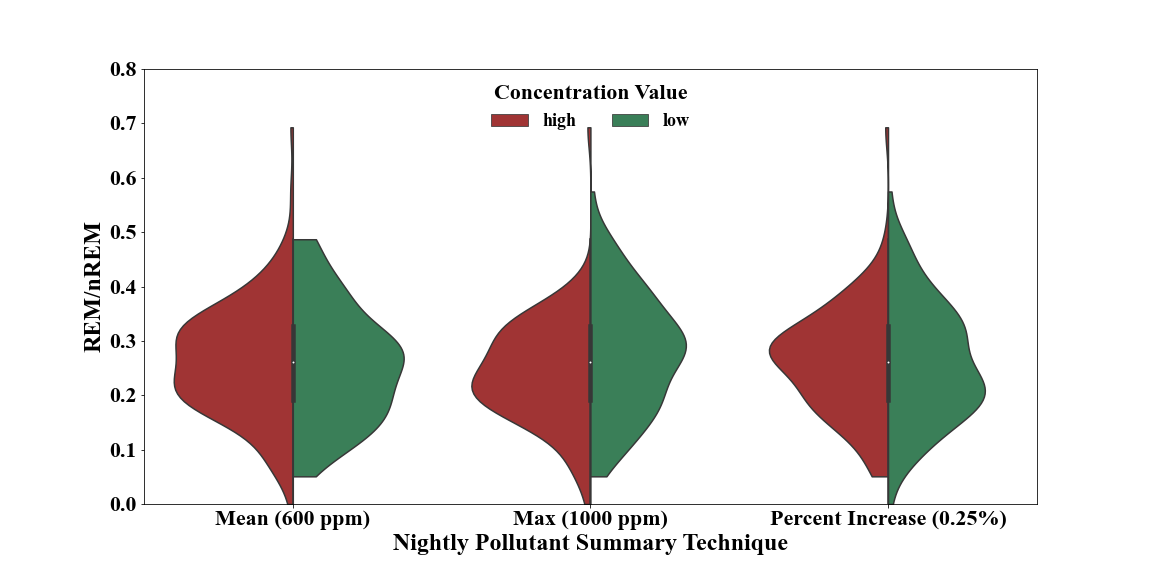 Concentration Value
high low
REM/nREM
0.8
0.7
0.6
0.5
0.4
0.3
0.2
0.1
0.0
Mean (600 ppm) Max (1000 ppm) Percent Increase (0.25%)
Nightly Pollutant Summary Technique